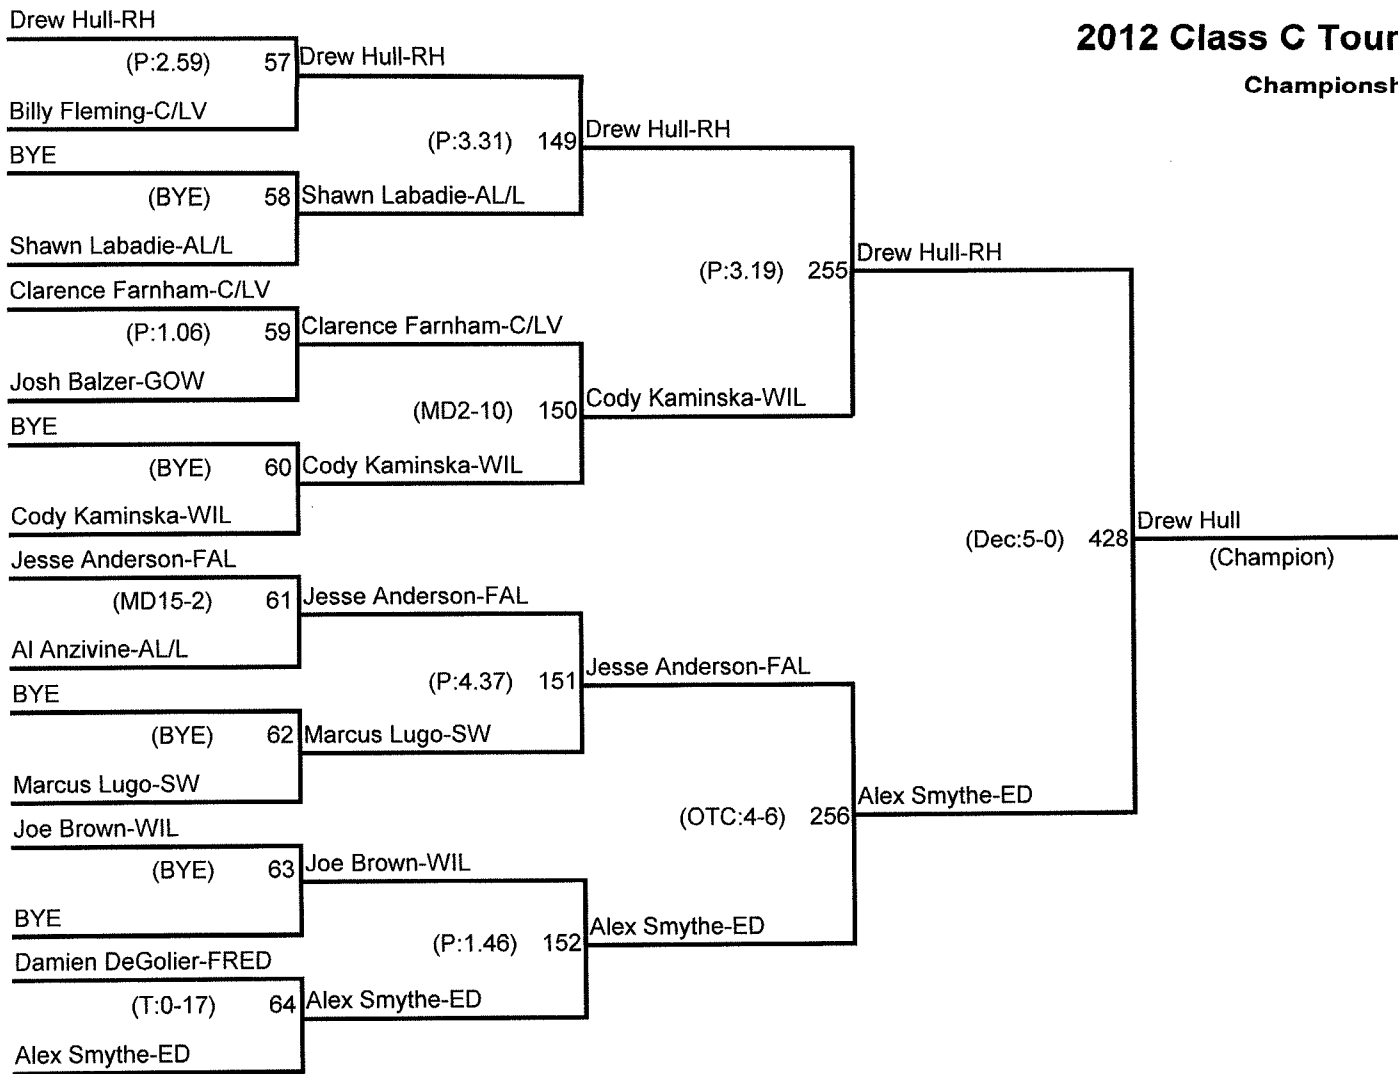 2012 Class C Tour
Championsh
Drew Hull-RH
(P:2.59) 57
Billy Fleming-C/LV
BYE
(BYE) 58
Shawn Labadie-AL/L
Clarence Farnham-C/LV
(P:1.06) 59
Josh Balzer-GOW
BYE
(BYE) 60
Cody Kaminska-WIL
Jesse Anderson-FAL
(MD15-2) 61
Al Anzivine-AL/L
BYE
(BYE) 62
Marcus Lugo-SW
Joe Brown-WIL
(BYE) 63
BYE
Damien DeGolier-FRED
(T:0-17) 64
Alex Smythe-ED
Drew Hull-RH
(P:3.31) 149
Shawn Labadie-AL/L
Clarence Farnham-C/LV
(MD2-10) 150
Cody Kaminska-WIL
Jesse Anderson-FAL
(P:4.37) 151
Marcus Lugo-SW
Joe Brown-WIL
(P:1.46) 152
Alex Smythe-ED
Drew Hull-RH
(P:3.19) 255
Cody Kaminska-WIL
Jesse Anderson-FAL
(OTC:4-6) 256
Alex Smythe-ED
Drew Hull-RH
(Dec:5-0) 428
Alex Smythe-ED
Drew Hull
(Champion)